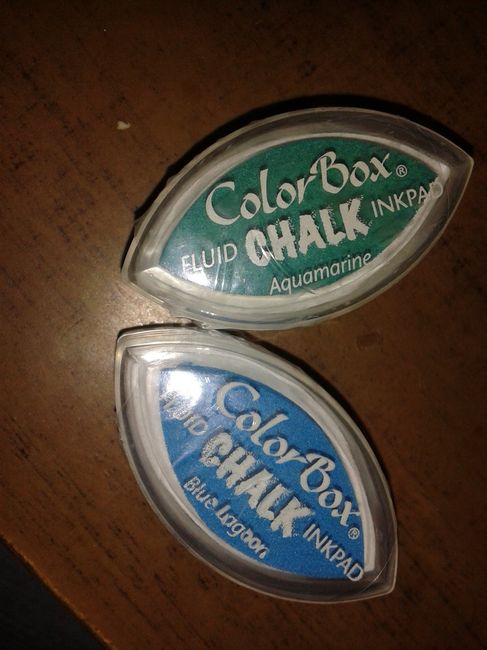 ColorBox®
FLUID CHALK INKPAD
Aquamarine
ColorBox®
FLUID CHALK INKPAD
Blue Lagoon